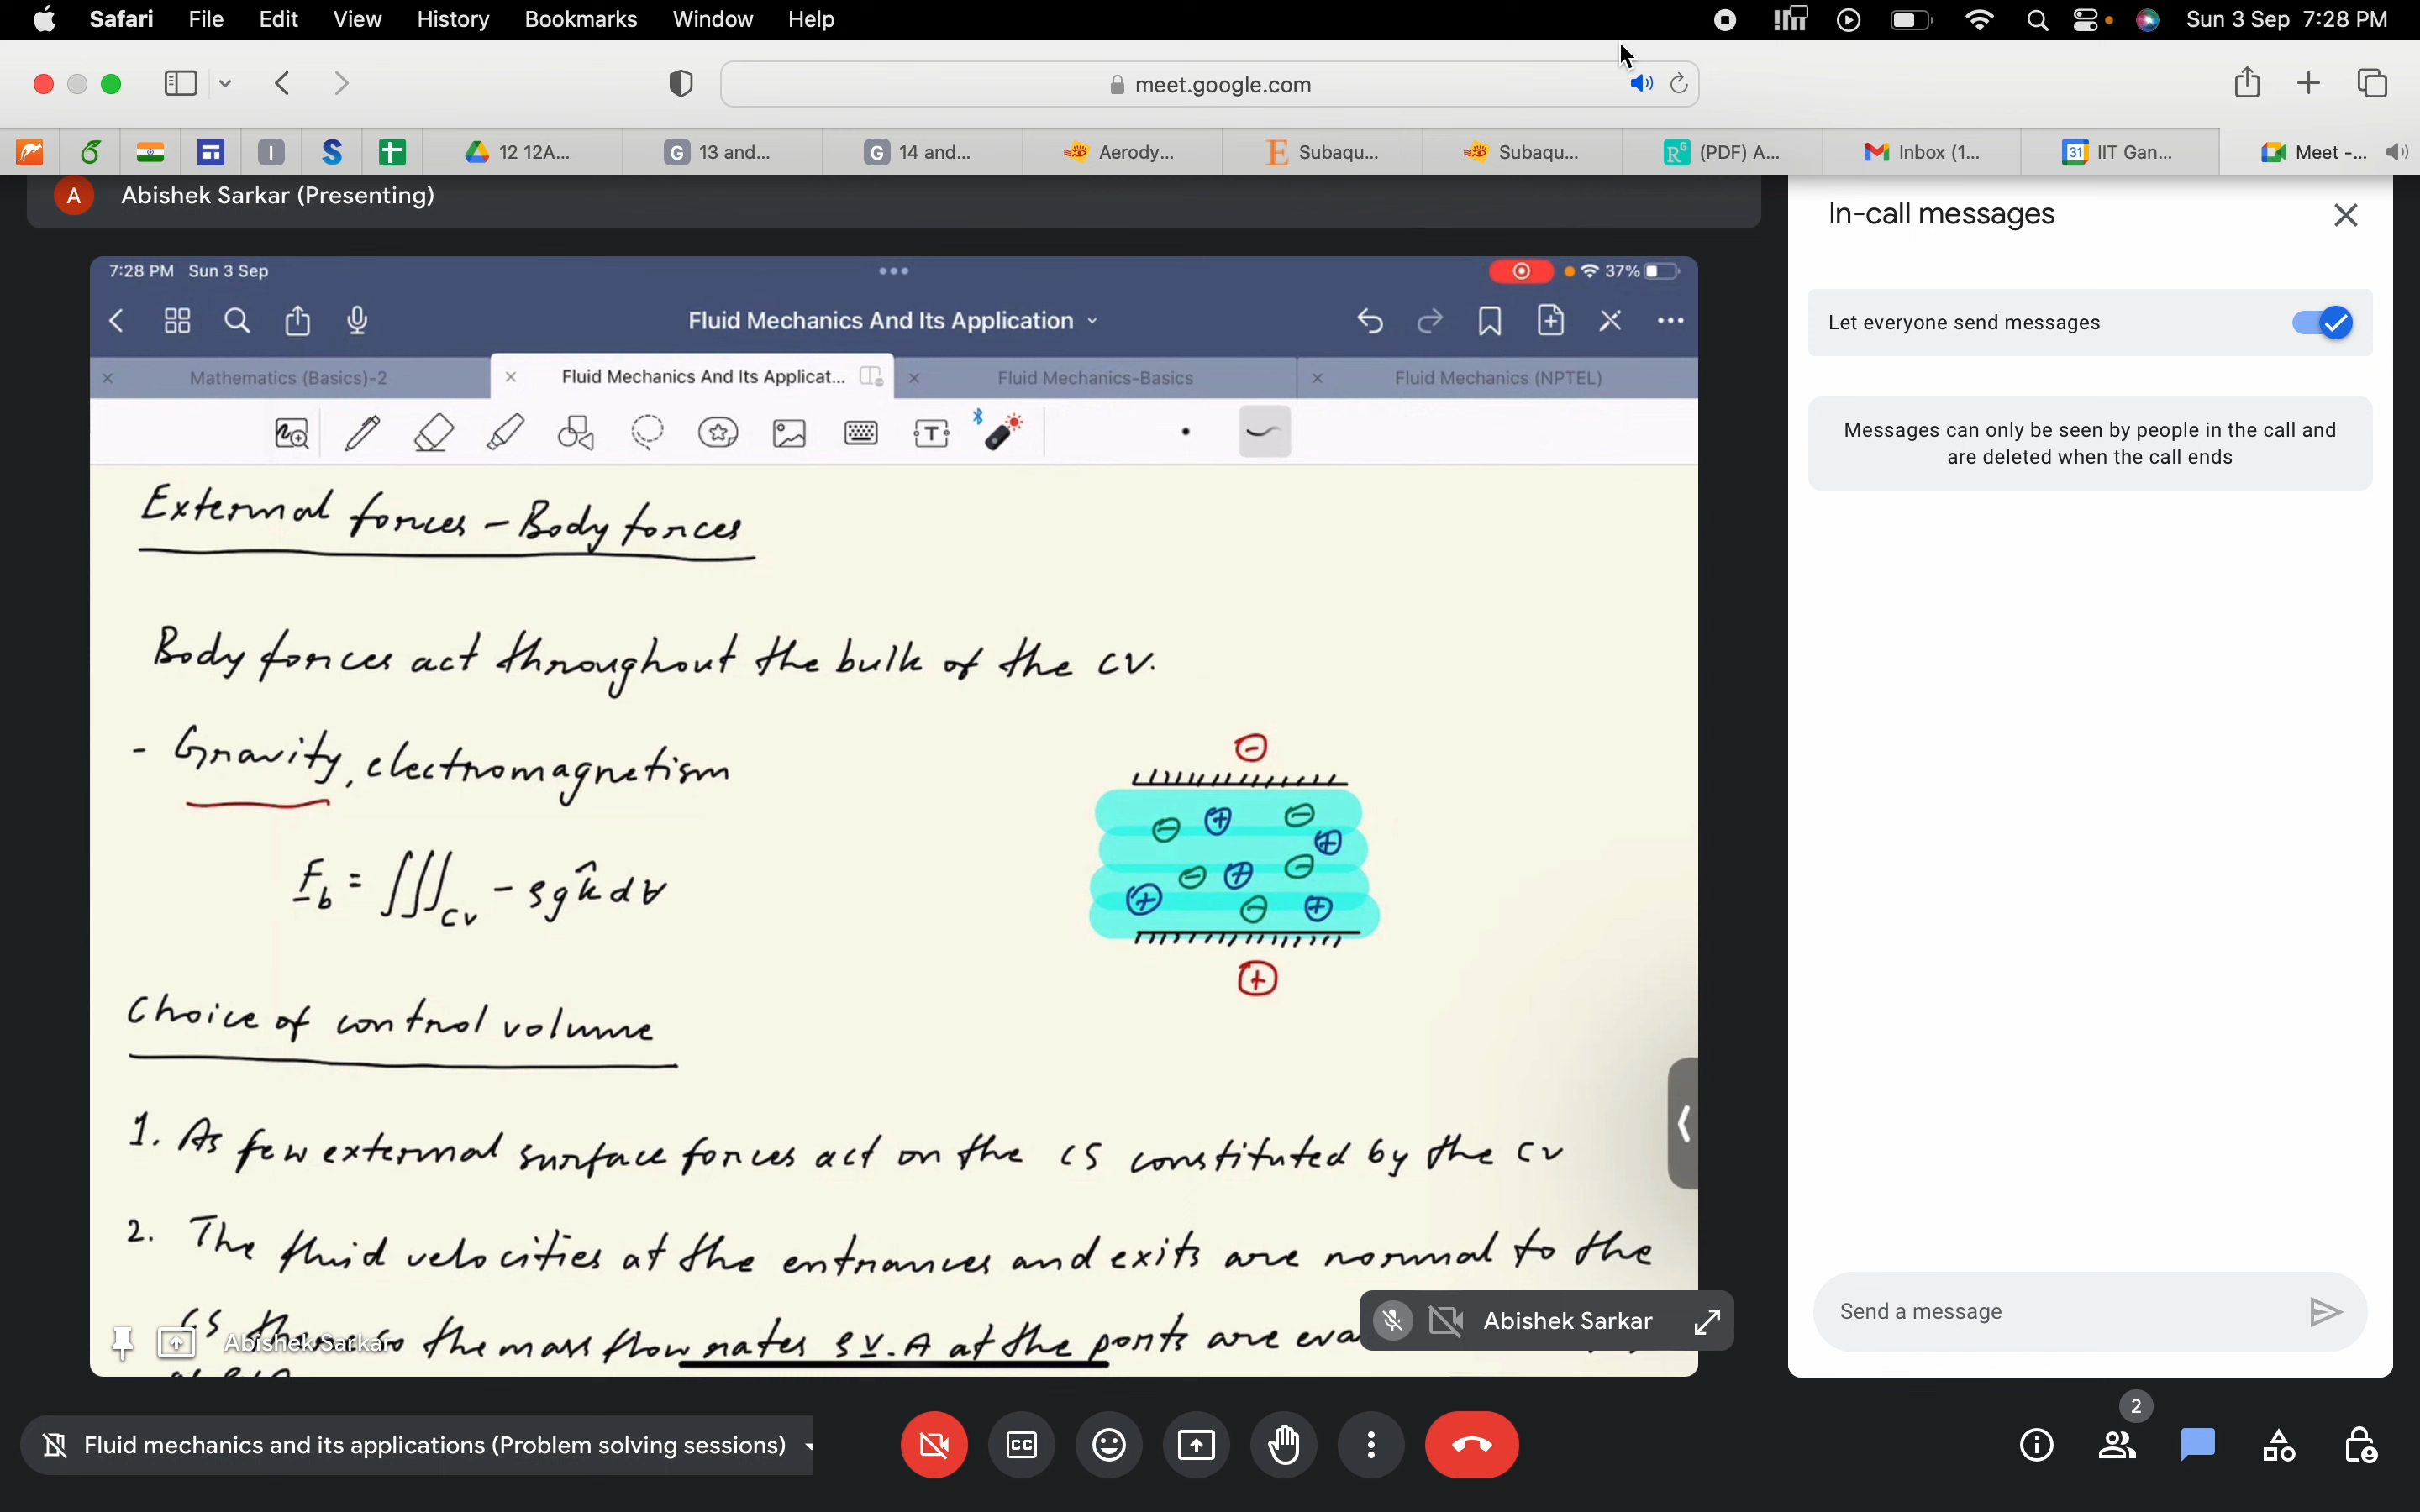 Safari File Edit View History Bookmarks Window Help Sun 3 Sep 7:28 PM
meet.google.com
12 12A... 13 and... 14 and... Aerody... Subaqu... Subaqu... (PDF) A... Inbox (1... IIT Gan... Meet -...
A Abishek Sarkar (Presenting)
7:28 PM Sun 3 Sep 37%
Fluid Mechanics And Its Application
Mathematics (Basics)-2 Fluid Mechanics And Its Applicat... Fluid Mechanics-Basics Fluid Mechanics (NPTEL)
External forces - Body forces
Body forces act throughout the bulk of the CV.
- Gravity, electromagnetism
F_b = ∭_CV - ρg k̂ d∀
Choice of control volume
1. As few external surface forces act on the CS constituted by the CV
2. The fluid velocities at the entrances and exits are normal to the
CS the mass flow rates ρV.A at the ports are
Abishek Sarkar
Abishek Sarkar
Fluid mechanics and its applications (Problem solving sessions)
In-call messages
Let everyone send messages
Messages can only be seen by people in the call and
are deleted when the call ends
Send a message
2